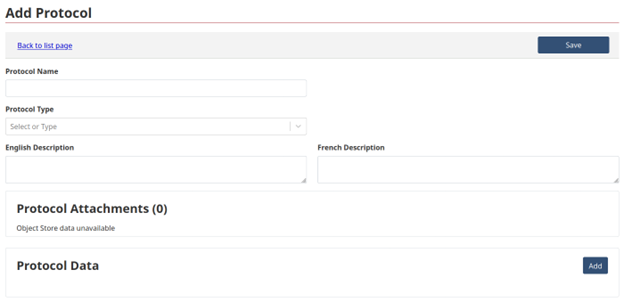 Add Protocol
Back to list page
Save
Protocol Name
Protocol Type
Select or Type
English Description
French Description
Protocol Attachments (0)
Object Store data unavailable
Protocol Data
Add